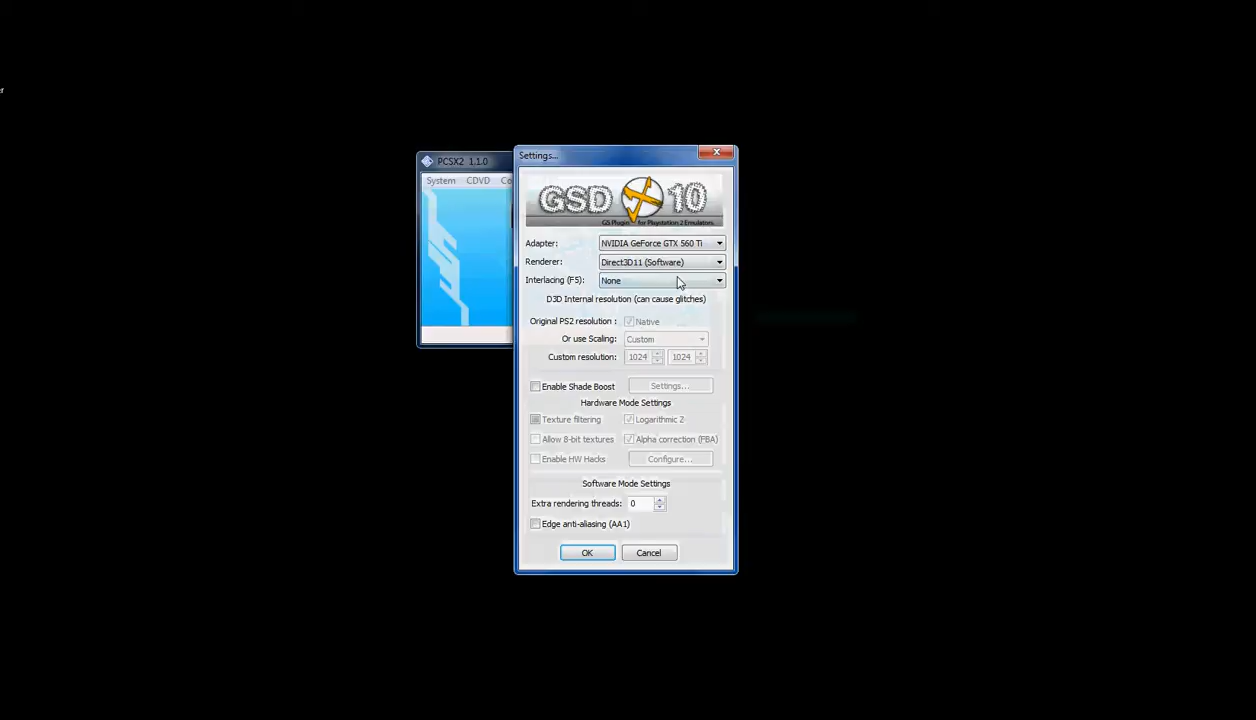 er
PCSX2 1.1.0
System CDVD Co
Settings...
GSD X 10
GS Plugin for Playstation 2 Emulators.
Adapter: NVIDIA GeForce GTX 560 Ti
Renderer: Direct3D11 (Software)
Interlacing (F5): None
D3D Internal resolution (can cause glitches)
Original PS2 resolution : Native
Or use Scaling: Custom
Custom resolution: 1024 1024
Enable Shade Boost Settings...
Hardware Mode Settings
Texture filtering Logarithmic Z
Allow 8-bit textures Alpha correction (FBA)
Enable HW Hacks Configure...
Software Mode Settings
Extra rendering threads: 0
Edge anti-aliasing (AA1)
OK Cancel